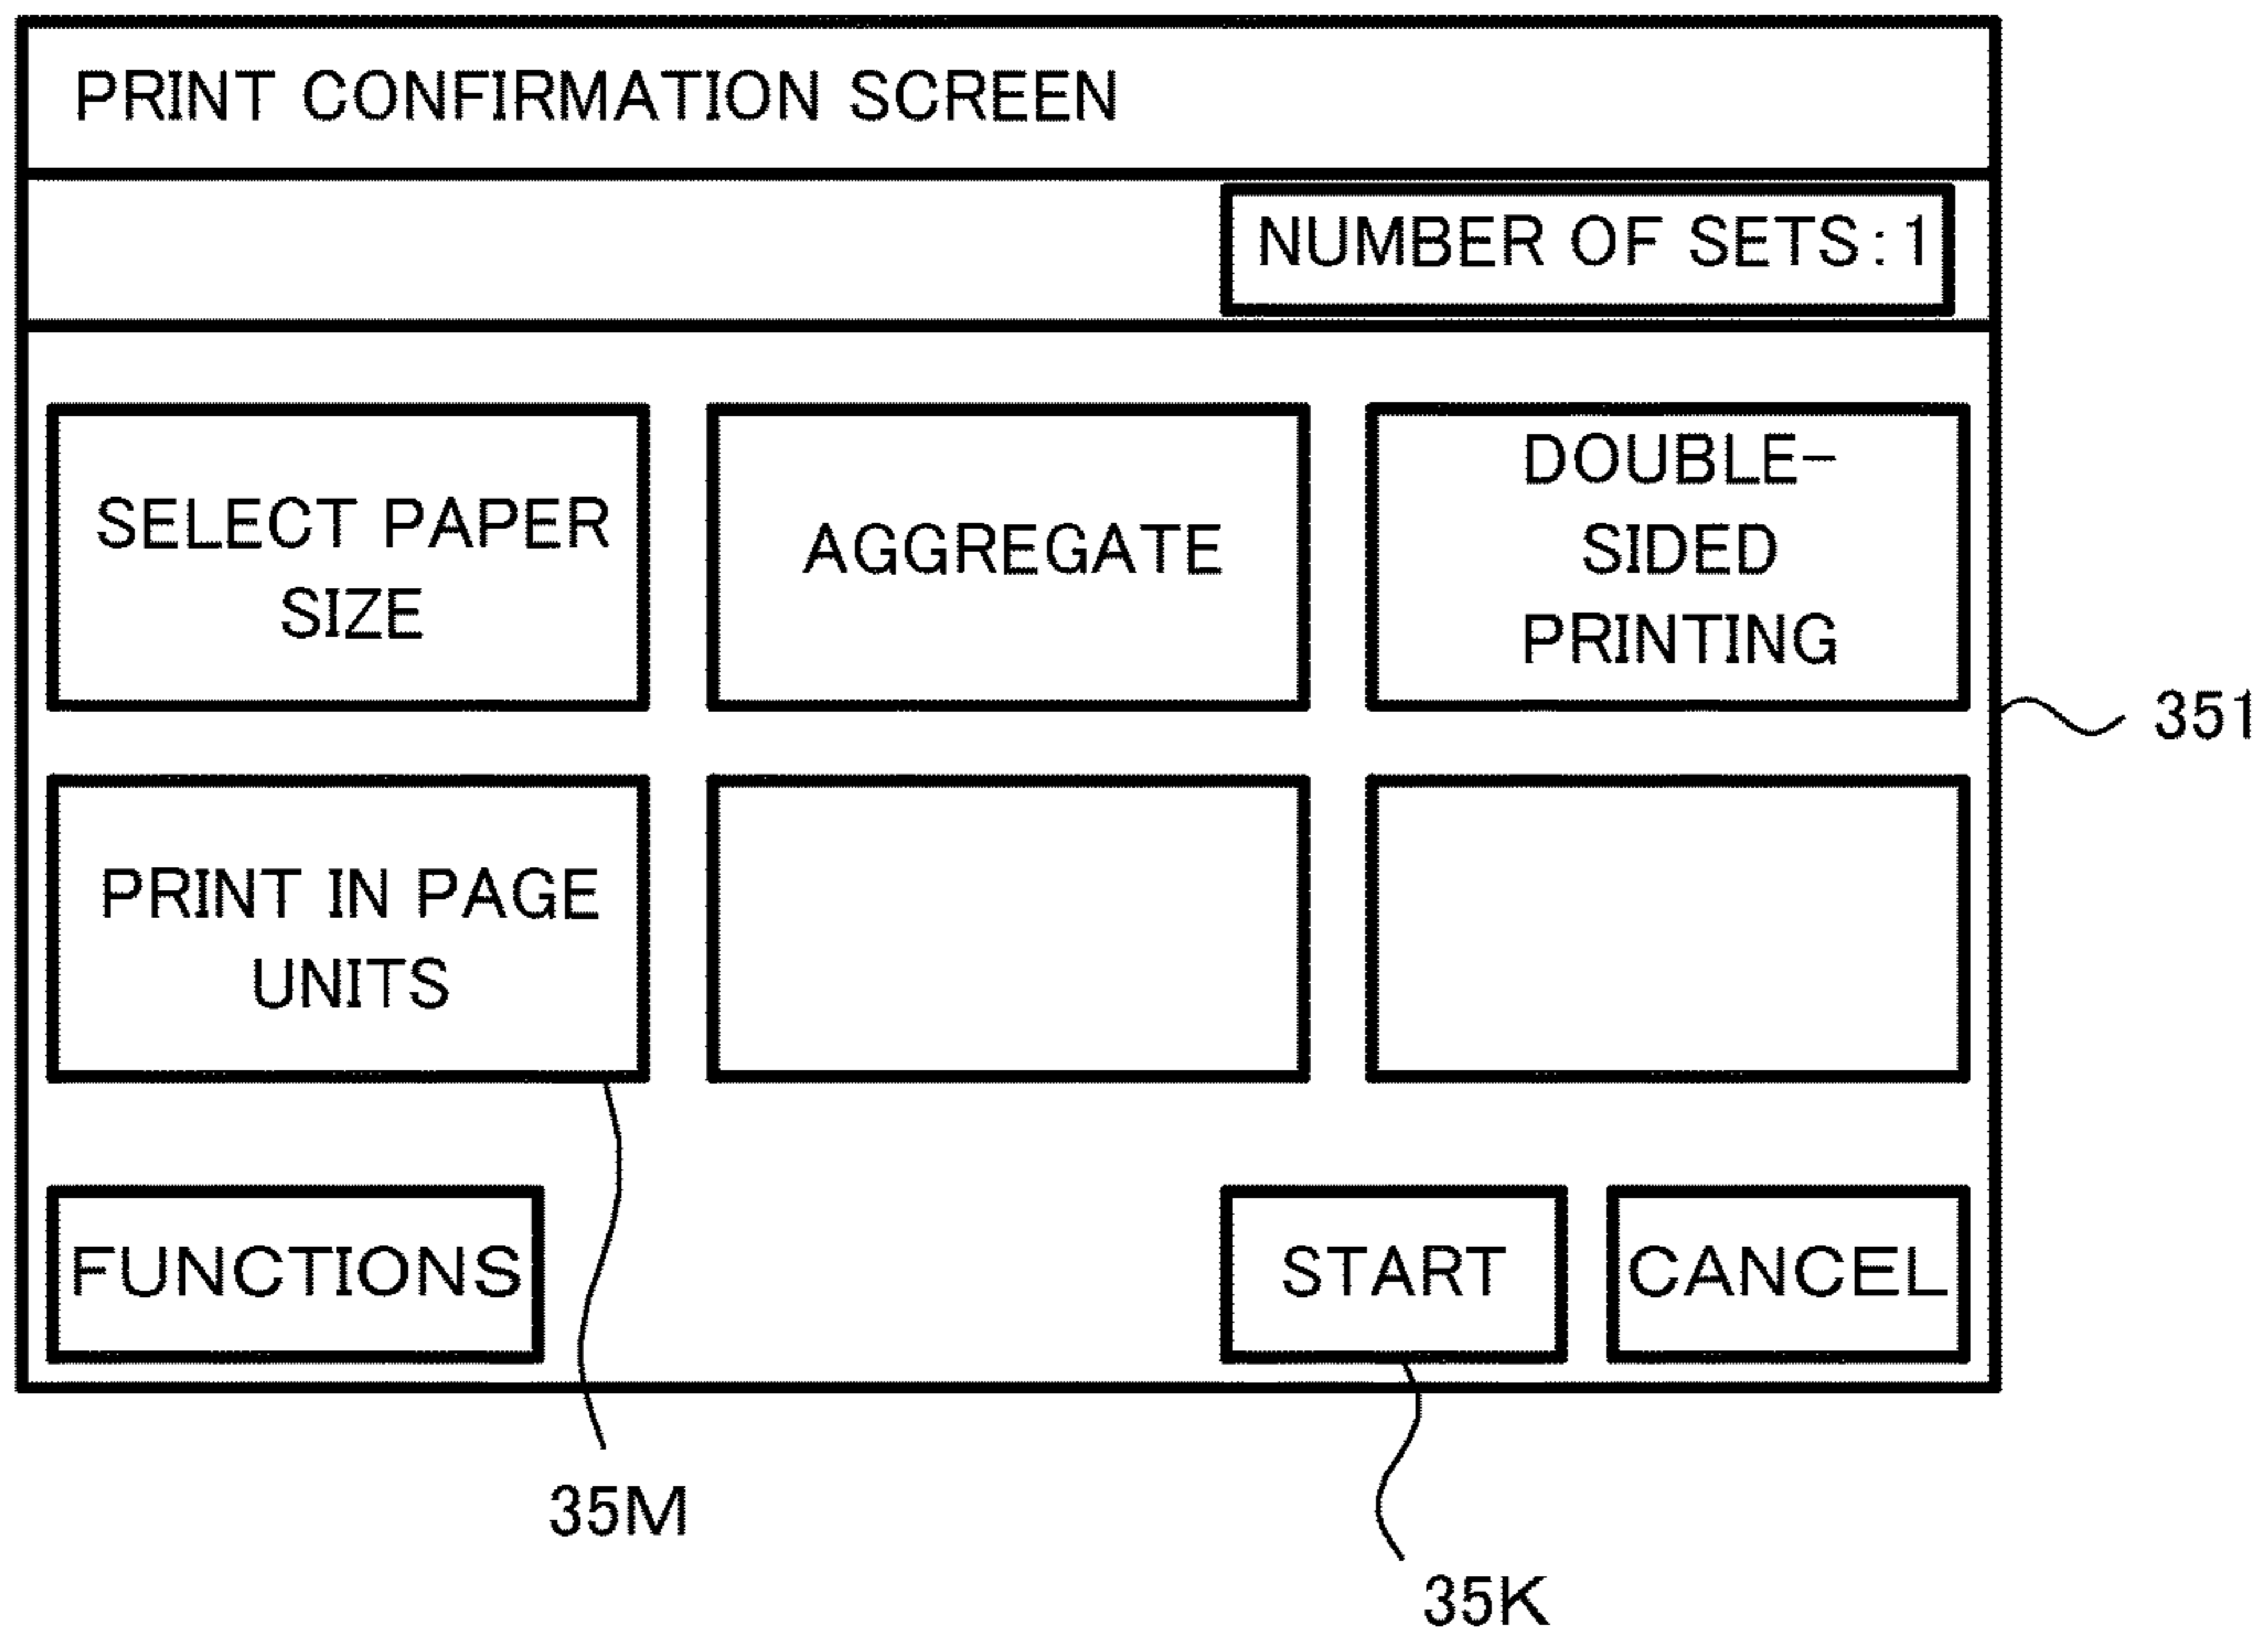 PRINT CONFIRMATION SCREEN
NUMBER OF SETS:1
SELECT PAPER
SIZE
AGGREGATE
DOUBLE-
SIDED
PRINTING
351
PRINT IN PAGE
UNITS
FUNCTIONS
START
CANCEL
35M
35K